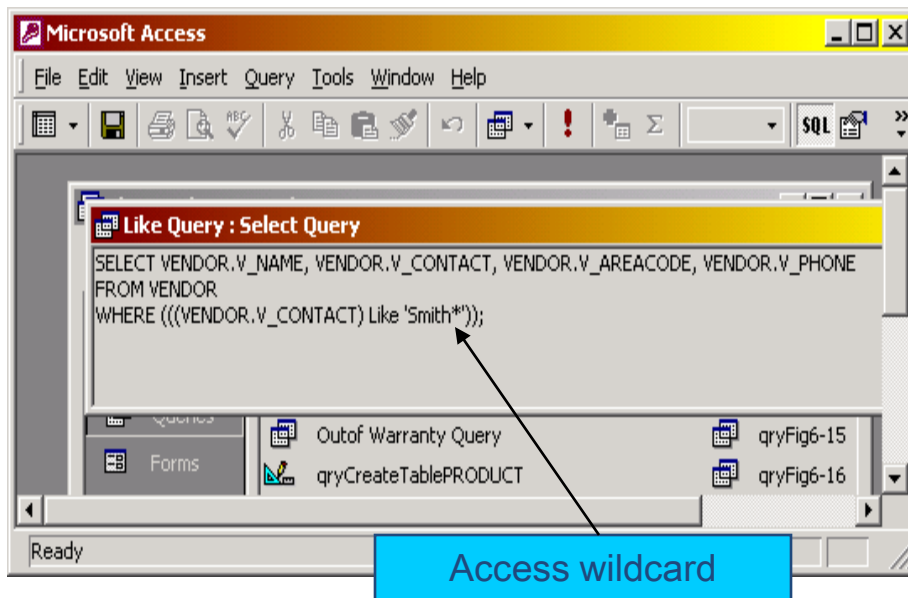 Microsoft Access
File Edit View Insert Query Tools Window Help
ABC SQL
Like Query : Select Query
SELECT VENDOR.V_NAME, VENDOR.V_CONTACT, VENDOR.V_AREACODE, VENDOR.V_PHONE
FROM VENDOR
WHERE (((VENDOR.V_CONTACT) Like 'Smith*'));
Queries
Outof Warranty Query qryFig6-15
Forms qryCreateTablePRODUCT qryFig6-16
Ready
Access wildcard